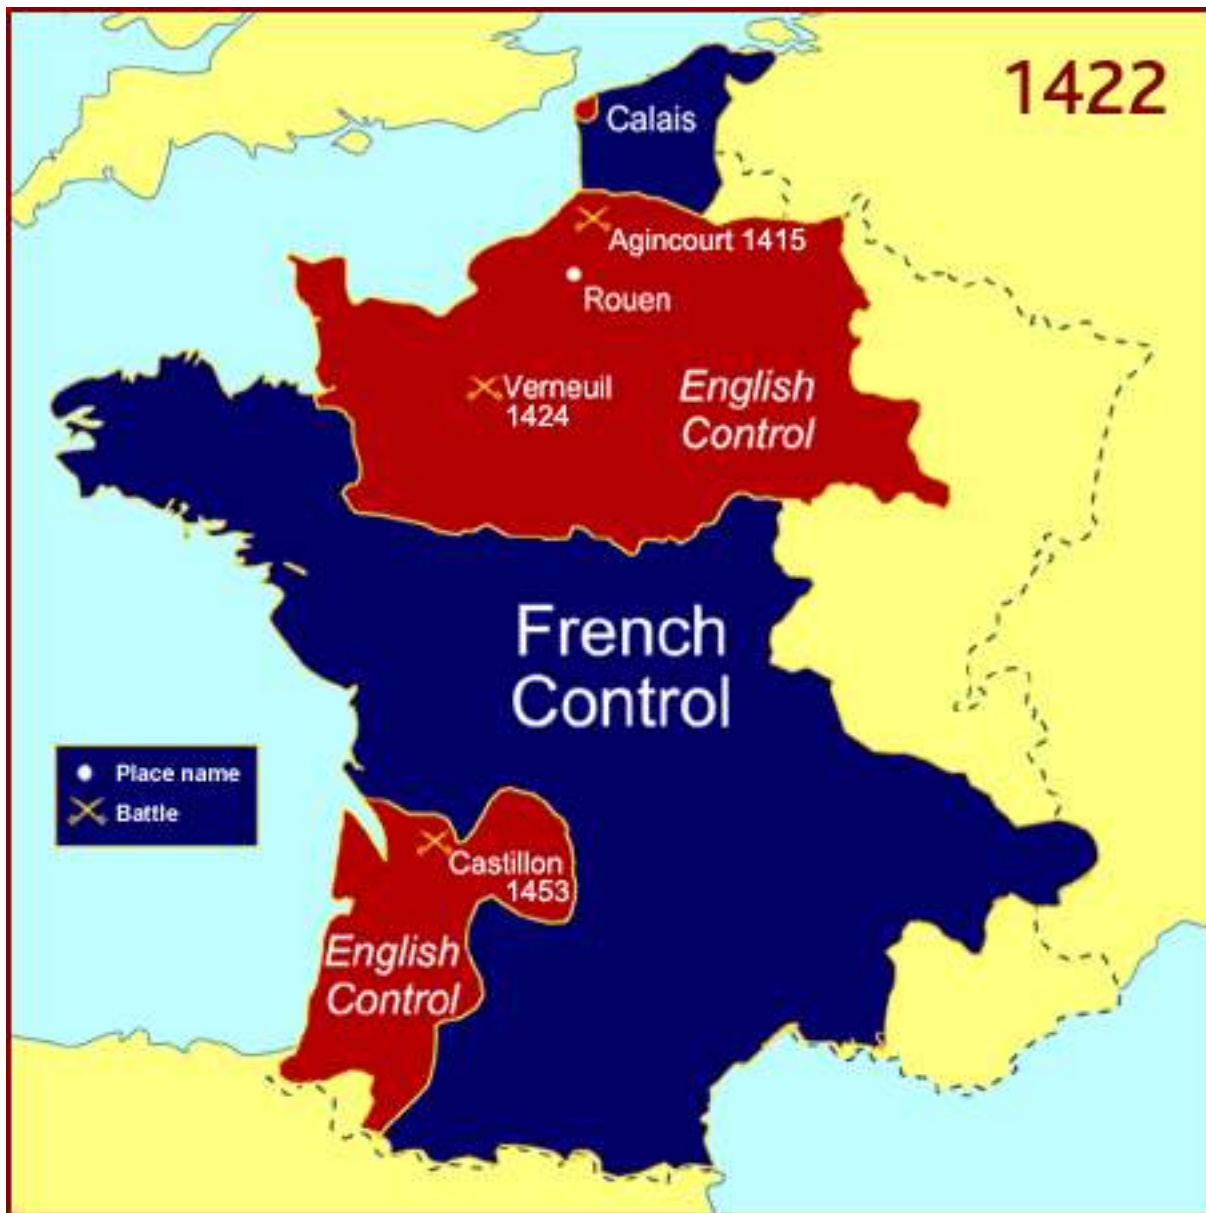 1422
Calais
Agincourt 1415
Rouen
Verneuil
1424
English
Control
French
Control
Place name
Battle
Castillon
1453
English
Control